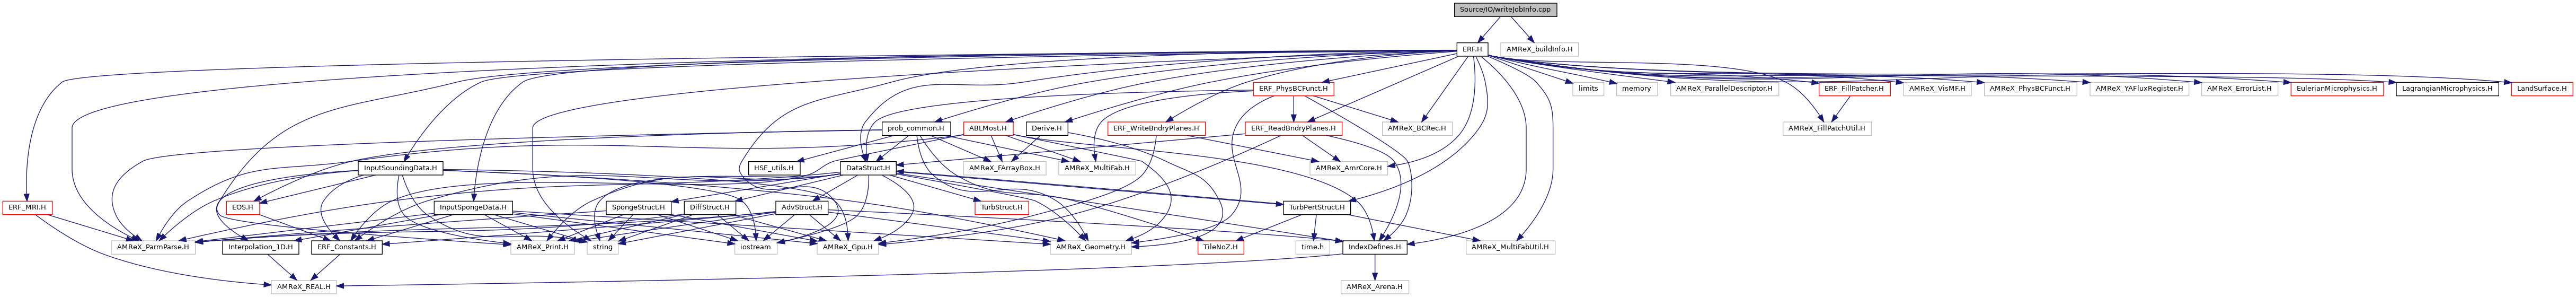 Source/IO/writeJobInfo.cpp
ERF.H
AMReX_buildInfo.H
ERF_PhysBCFunct.H
limits
memory
AMReX_ParallelDescriptor.H
ERF_FillPatcher.H
AMReX_VisMF.H
AMReX_PhysBCFunct.H
AMReX_YAFluxRegister.H
AMReX_ErrorList.H
EulerianMicrophysics.H
LagrangianMicrophysics.H
LandSurface.H
prob_common.H
ABLMost.H
Derive.H
ERF_WriteBndryPlanes.H
ERF_ReadBndryPlanes.H
AMReX_BCRec.H
AMReX_FillPatchUtil.H
InputSoundingData.H
HSE_utils.H
DataStruct.H
AMReX_FArrayBox.H
AMReX_MultiFab.H
AMReX_AmrCore.H
ERF_MRI.H
EOS.H
InputSpongeData.H
SpongeStruct.H
DiffStruct.H
AdvStruct.H
TurbStruct.H
TurbPertStruct.H
AMReX_ParmParse.H
Interpolation_1D.H
ERF_Constants.H
AMReX_Print.H
string
iostream
AMReX_Gpu.H
AMReX_Geometry.H
TileNoZ.H
time.h
IndexDefines.H
AMReX_MultiFabUtil.H
AMReX_REAL.H
AMReX_Arena.H